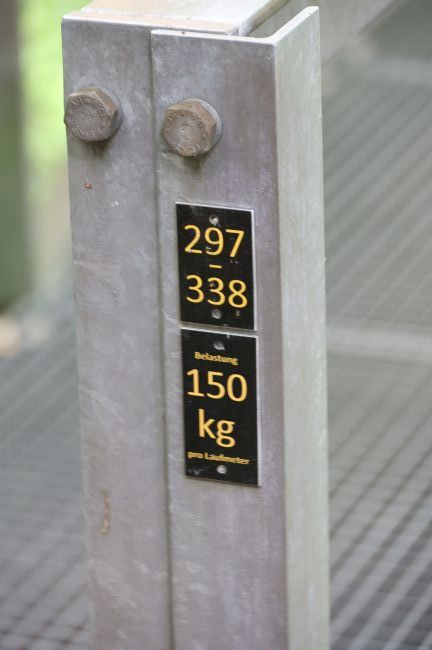 297
–
338
Belastung
150
kg
pro Laufmeter